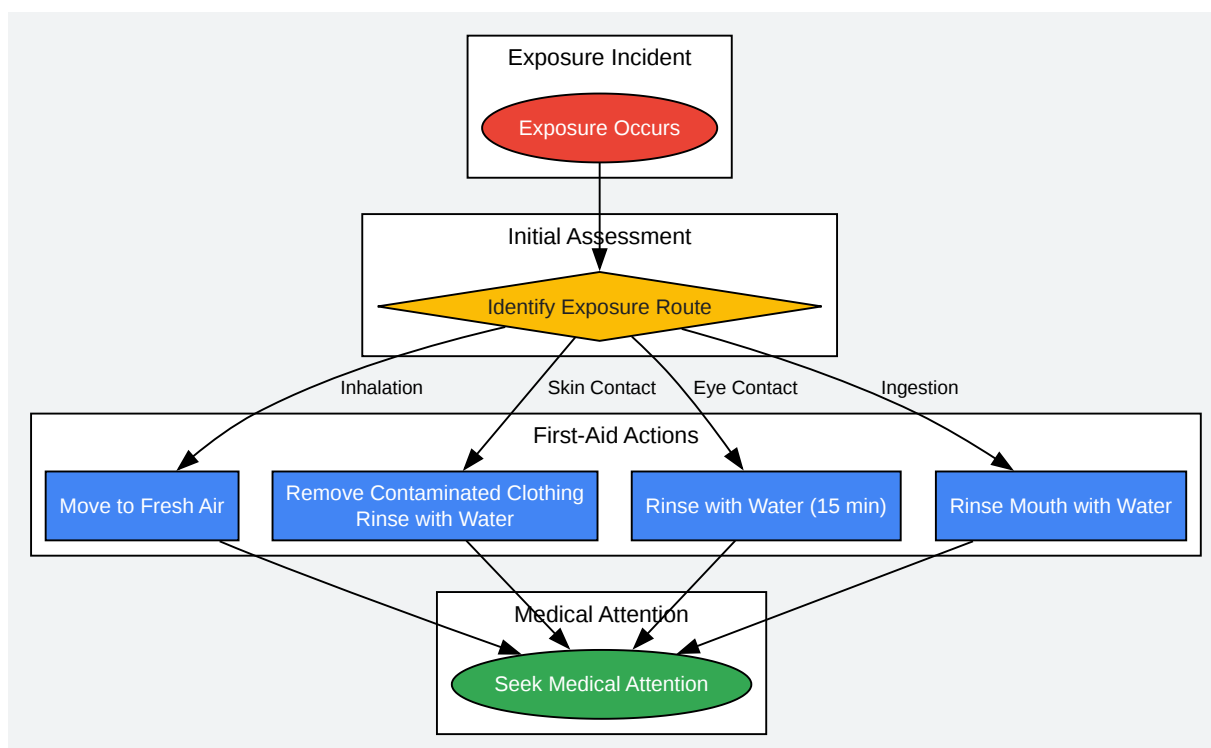 Exposure Incident
Exposure Occurs
Initial Assessment
Identify Exposure Route
Inhalation
Skin Contact
Eye Contact
Ingestion
First-Aid Actions
Move to Fresh Air
Remove Contaminated Clothing
Rinse with Water
Rinse with Water (15 min)
Rinse Mouth with Water
Medical Attention
Seek Medical Attention